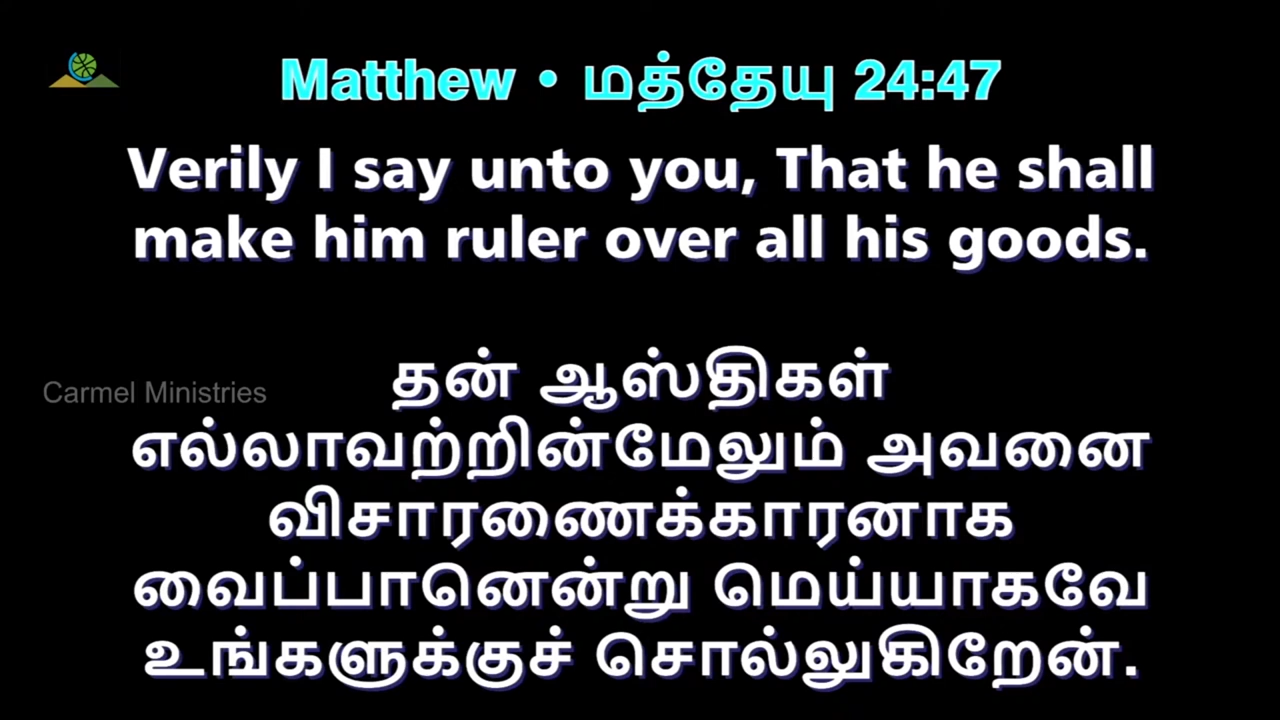 Matthew • மத்தேயு 24:47
Verily I say unto you, That he shall
make him ruler over all his goods.
தன் ஆஸ்திகள்
Carmel Ministries
எல்லாவற்றின்மேலும் அவனை
விசாரணைக்காரனாக
வைப்பானென்று மெய்யாகவே
உங்களுக்குச் சொல்லுகிறேன்.